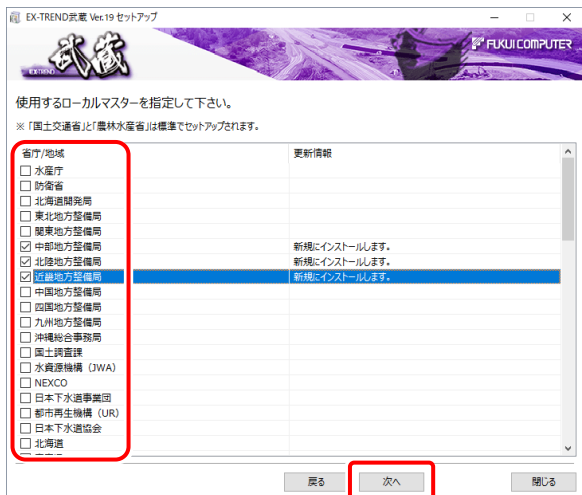 EX-TREND武蔵 Ver.19 セットアップ
武蔵
EX-TREND
FUKUI COMPUTER
使用するローカルマスターを指定して下さい。
※「国土交通省」と「農林水産省」は標準でセットアップされます。
省庁/地域 更新情報
水産庁
防衛省
北海道開発局
東北地方整備局
関東地方整備局
中部地方整備局 新規にインストールします。
北陸地方整備局 新規にインストールします。
近畿地方整備局 新規にインストールします。
中国地方整備局
四国地方整備局
九州地方整備局
沖縄総合事務局
国土調査課
水資源機構（JWA）
NEXCO
日本下水道事業団
都市再生機構（UR）
日本下水道協会
北海道
戻る 次へ 閉じる